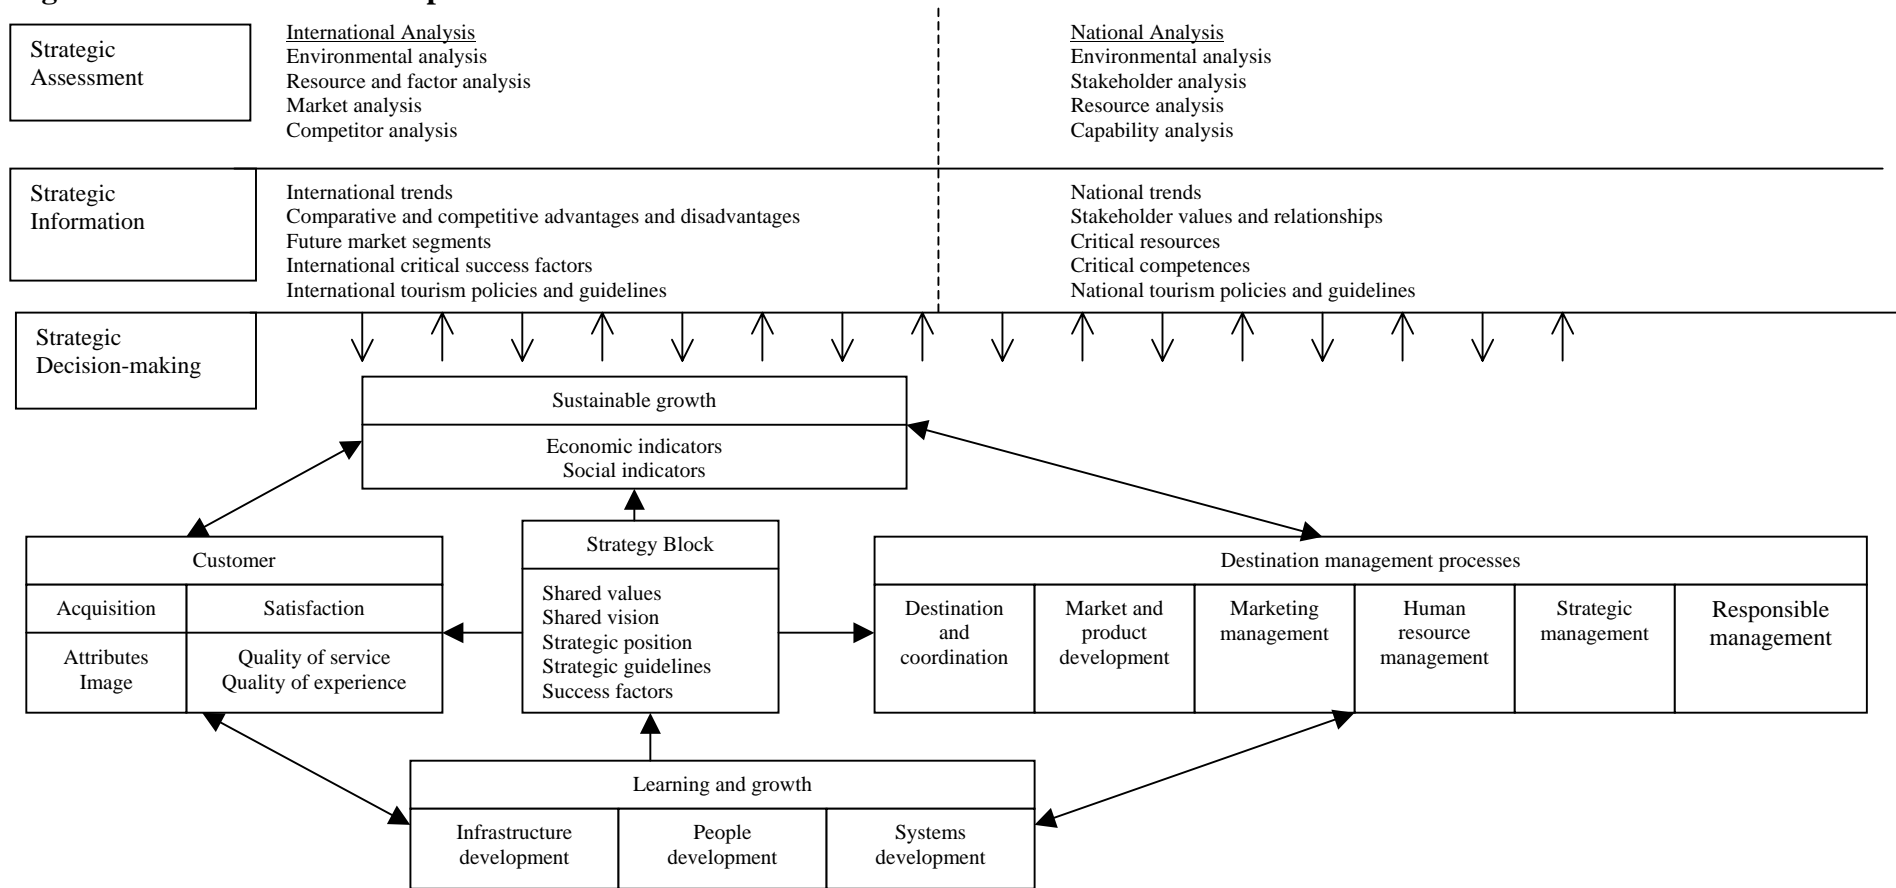 Strategic
Assessment
International Analysis
Environmental analysis
Resource and factor analysis
Market analysis
Competitor analysis
National Analysis
Environmental analysis
Stakeholder analysis
Resource analysis
Capability analysis
Strategic
Information
International trends
Comparative and competitive advantages and disadvantages
Future market segments
International critical success factors
International tourism policies and guidelines
National trends
Stakeholder values and relationships
Critical resources
Critical competences
National tourism policies and guidelines
Strategic
Decision-making
Sustainable growth
Economic indicators
Social indicators
Customer
Acquisition
Satisfaction
Attributes
Image
Quality of service
Quality of experience
Strategy Block
Shared values
Shared vision
Strategic position
Strategic guidelines
Success factors
Destination management processes
Destination
and
coordination
Market and
product
development
Marketing
management
Human
resource
management
Strategic
management
Responsible
management
Learning and growth
Infrastructure
development
People
development
Systems
development